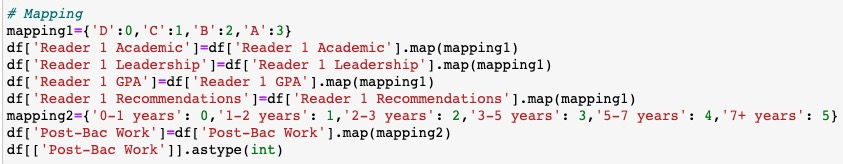 # Mapping
mapping1={'D':0,'C':1,'B':2,'A':3}
df['Reader 1 Academic']=df['Reader 1 Academic'].map(mapping1)
df['Reader 1 Leadership']=df['Reader 1 Leadership'].map(mapping1)
df['Reader 1 GPA']=df['Reader 1 GPA'].map(mapping1)
df['Reader 1 Recommendations']=df['Reader 1 Recommendations'].map(mapping1)
mapping2={'0-1 years': 0,'1-2 years': 1,'2-3 years': 2,'3-5 years': 3,'5-7 years': 4,'7+ years': 5}
df['Post-Bac Work']=df['Post-Bac Work'].map(mapping2)
df[['Post-Bac Work']].astype(int)